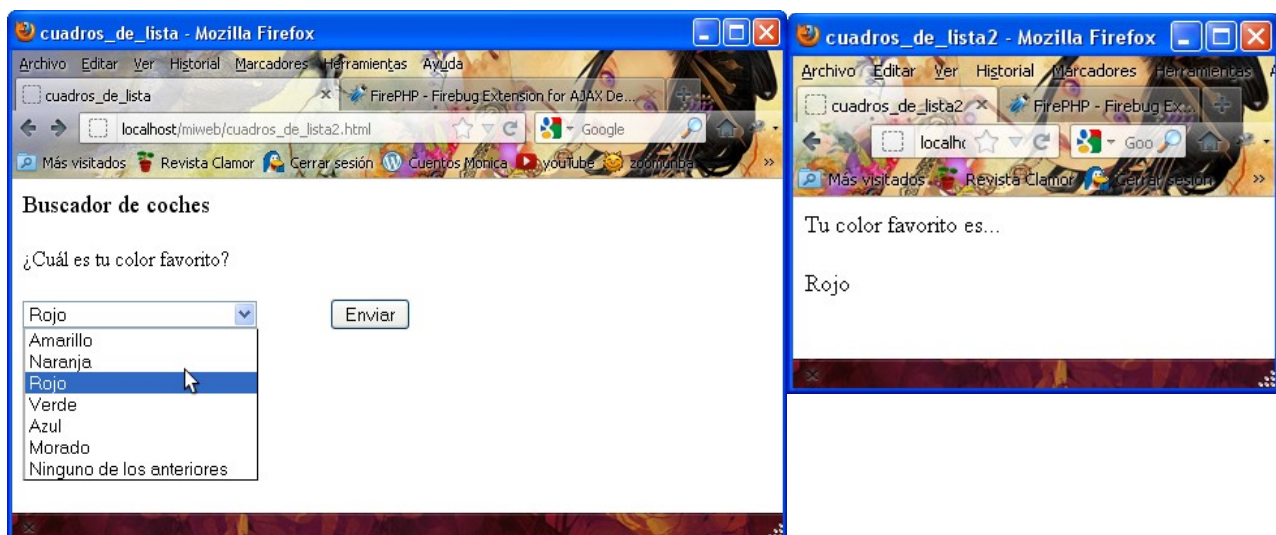 cuadros_de_lista - Mozilla Firefox
Archivo Editar Ver Historial Marcadores Herramientas Ayuda
cuadros_de_lista FirePHP - Firebug Extension for AJAX De...
localhost/miweb/cuadros_de_lista2.html Google
Más visitados Revista Clamor Cerrar sesión Cuentos Monica youTube zoomumba
Buscador de coches
¿Cuál es tu color favorito?
Rojo Enviar
Amarillo
Naranja
Rojo
Verde
Azul
Morado
Ninguno de los anteriores
cuadros_de_lista2 - Mozilla Firefox
Archivo Editar Ver Historial Marcadores Herramientas A
cuadros_de_lista2 FirePHP - Firebug Ex...
localhc Goo
Más visitados Revista Clamor Cerrar sesión
Tu color favorito es...
Rojo